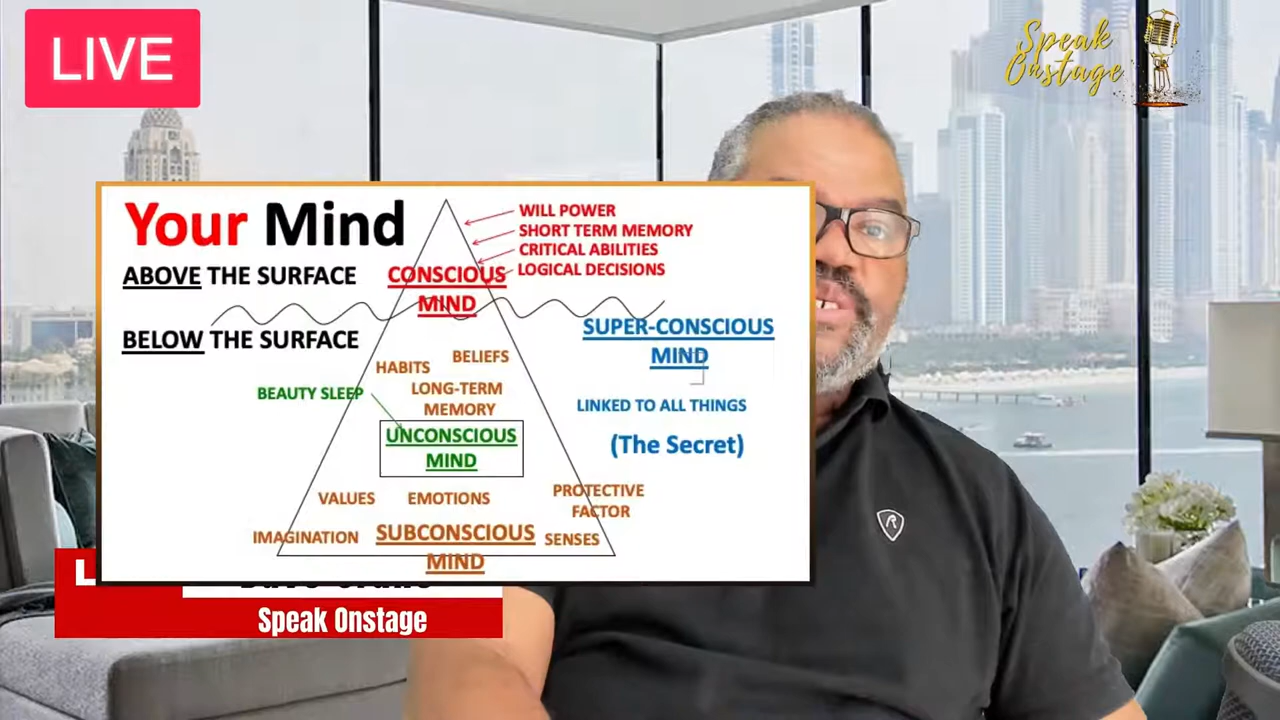 LIVE
Speak
Onstage
Your Mind
WILL POWER
SHORT TERM MEMORY
CRITICAL ABILITIES
LOGICAL DECISIONS
ABOVE THE SURFACE
CONSCIOUS
MIND
BELOW THE SURFACE
SUPER-CONSCIOUS
MIND
HABITS
BELIEFS
BEAUTY SLEEP
LONG-TERM
MEMORY
LINKED TO ALL THINGS
UNCONSCIOUS
MIND
(The Secret)
VALUES
EMOTIONS
PROTECTIVE
FACTOR
IMAGINATION
SUBCONSCIOUS
MIND
SENSES
R
Speak Onstage